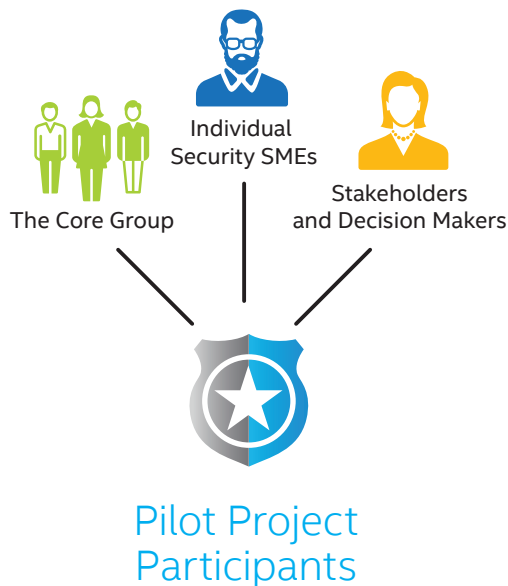 Individual
Security SMEs
The Core Group
Stakeholders
and Decision Makers
Pilot Project
Participants